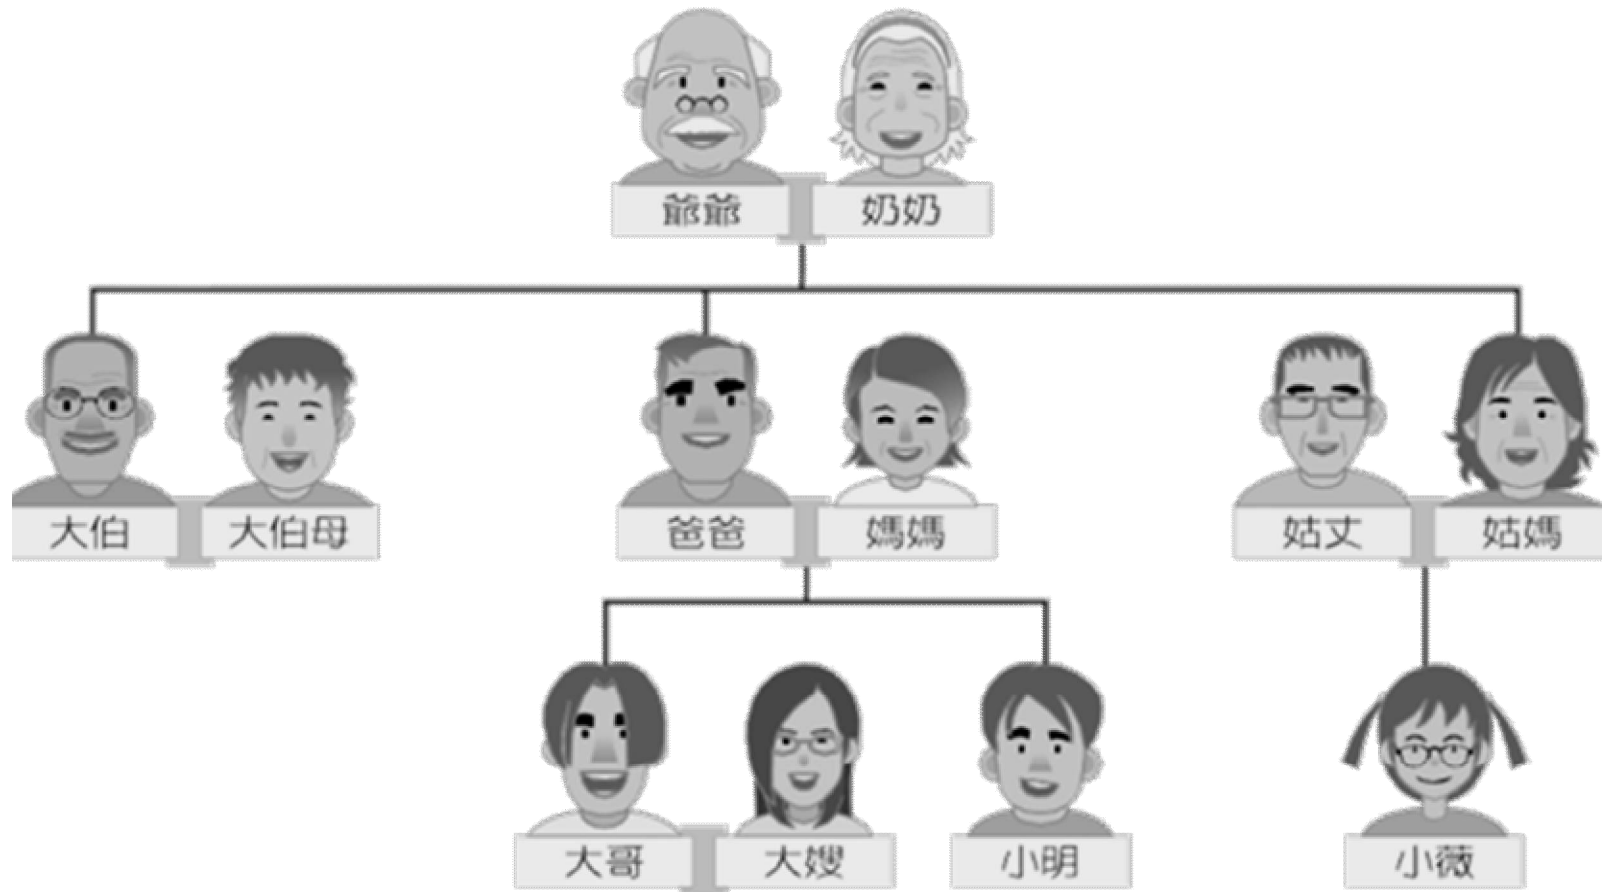 爺爺 奶奶
大伯 大伯母 爸爸 媽媽 姑丈 姑媽
大哥 大嫂 小明 小薇